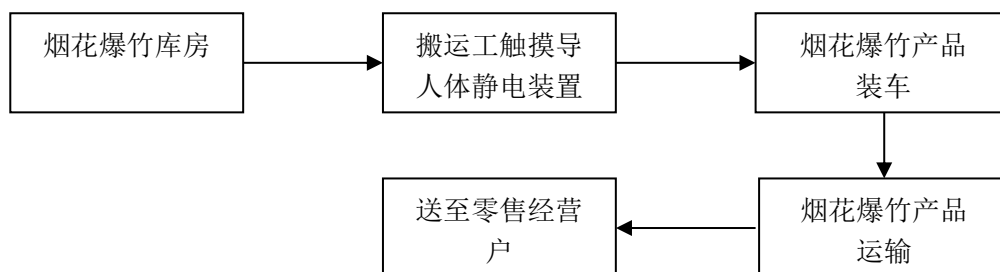 烟花爆竹库房
搬运工触摸导
人体静电装置
烟花爆竹产品
装车
烟花爆竹产品
运输
送至零售经营
户